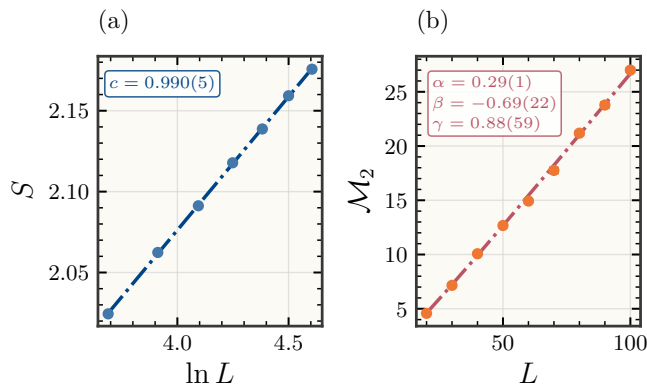 (a)
c = 0.990(5)
S
2.15
2.10
2.05
4.0
4.5
ln L
(b)
α = 0.29(1)
β = −0.69(22)
γ = 0.88(59)
ℳ₂
25
20
15
10
5
50
100
L